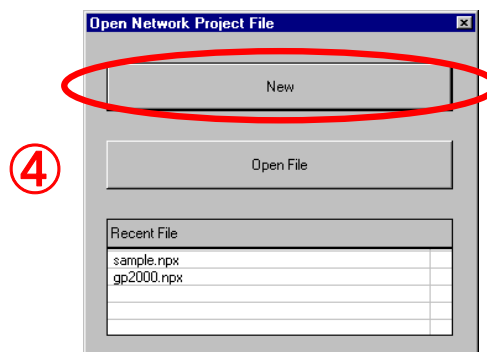 Open Network Project File
New
④
Open File
Recent File
sample.npx
gp2000.npx